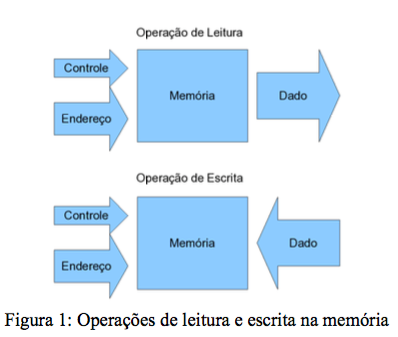 Operação de Leitura
Controle
Memória
Dado
Endereço
Operação de Escrita
Controle
Memória
Dado
Endereço
Figura 1: Operações de leitura e escrita na memória